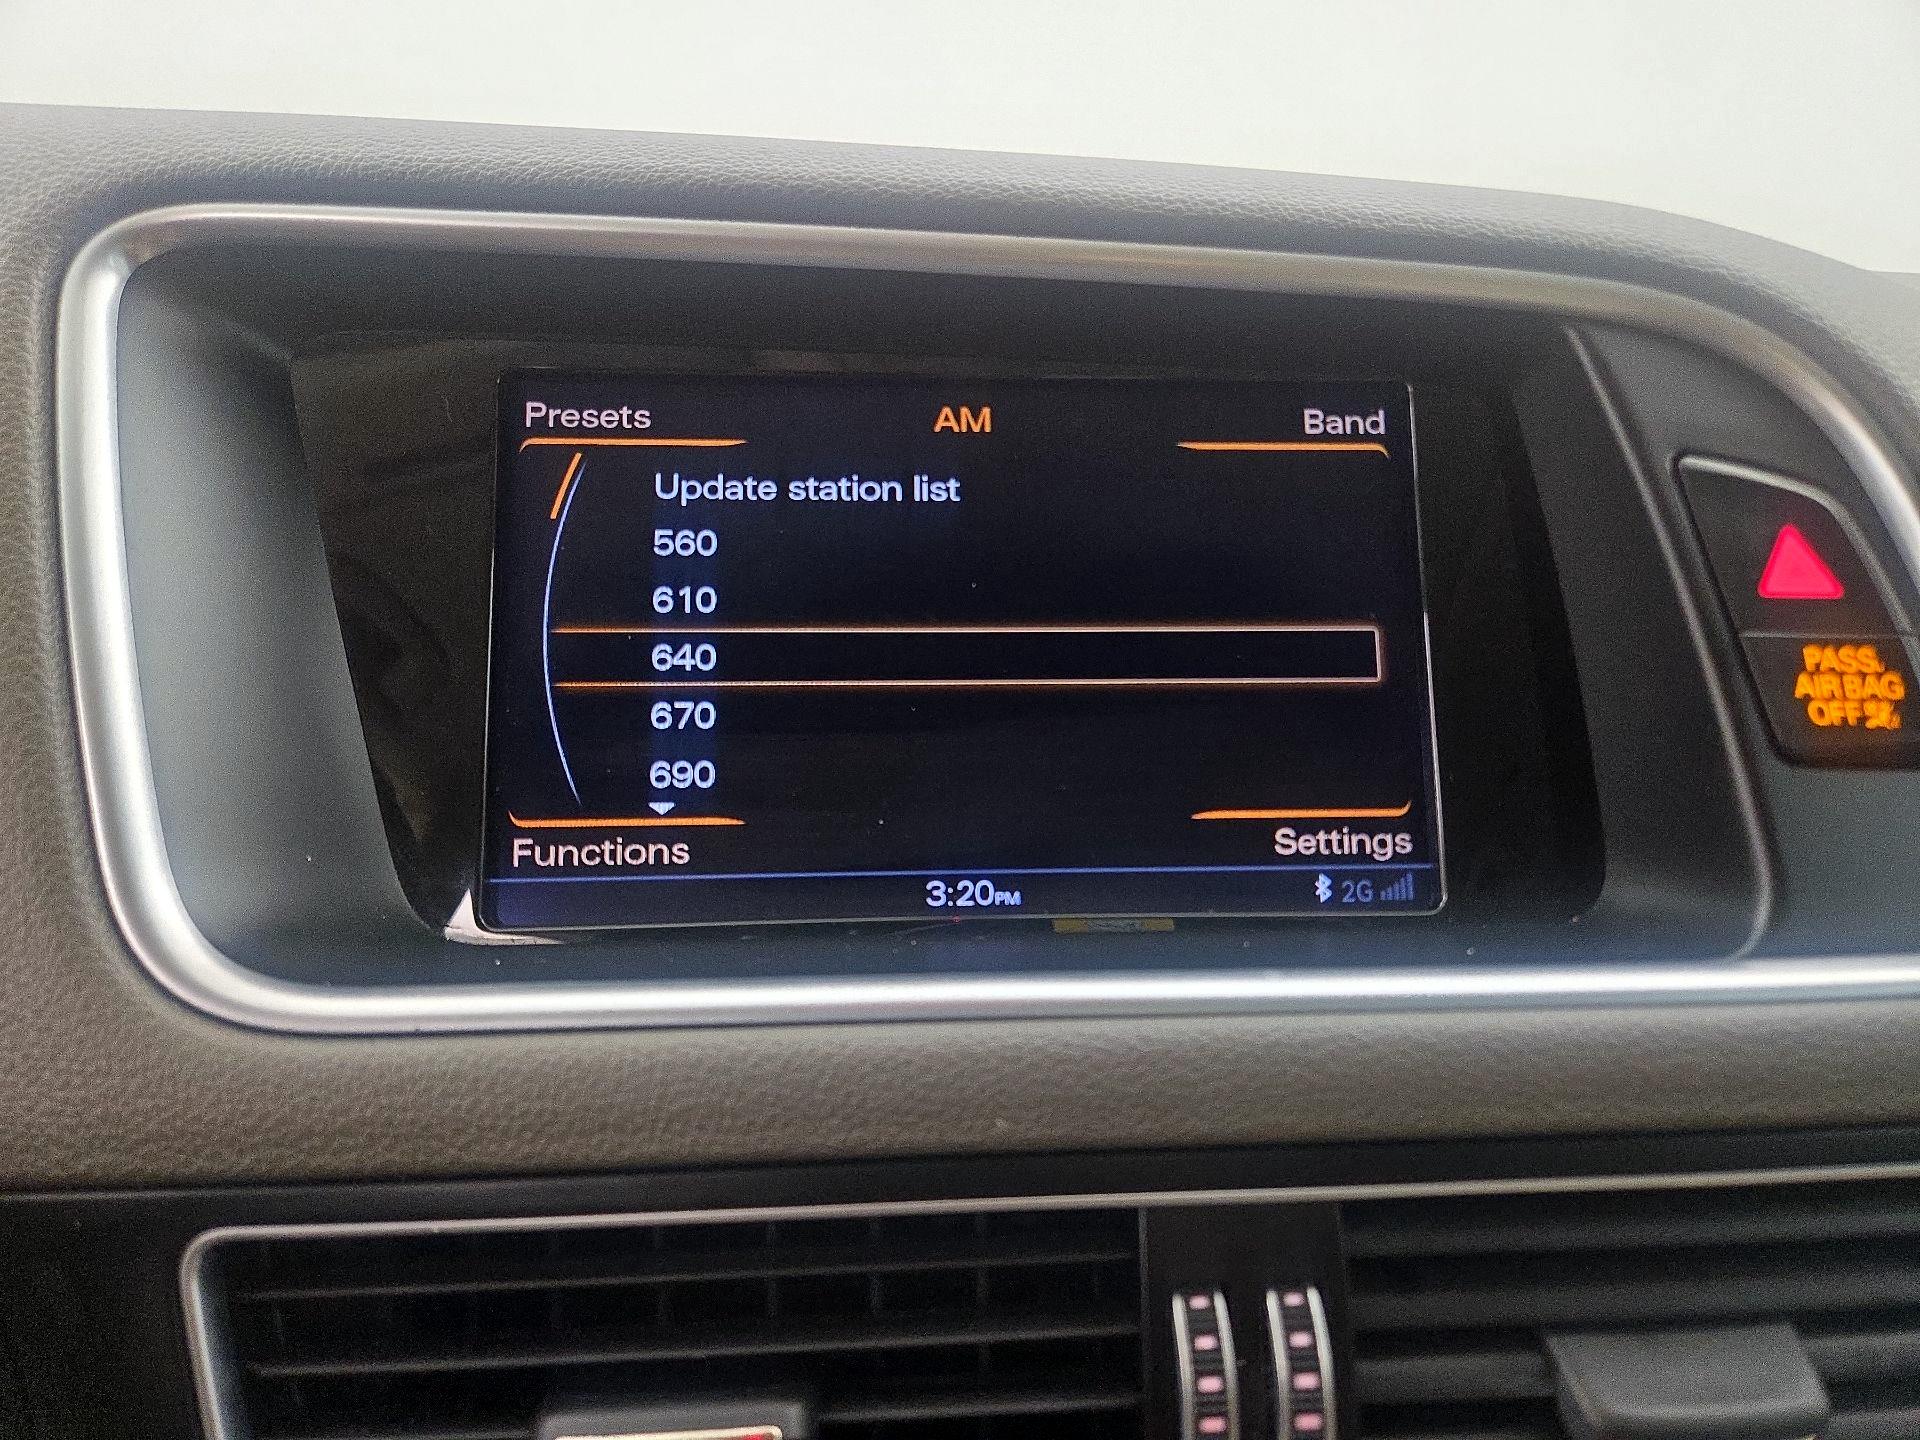 Presets AM Band
Update station list
560
610
640
670
690
Functions Settings
3:20PM 2G
PASS.
AIR BAG
OFF